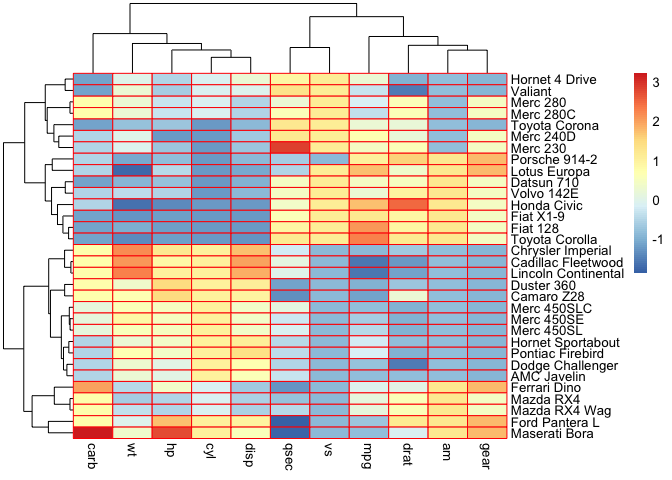 Hornet 4 Drive
Valiant
Merc 280
Merc 280C
Toyota Corona
Merc 240D
Merc 230
Porsche 914-2
Lotus Europa
Datsun 710
Volvo 142E
Honda Civic
Fiat X1-9
Fiat 128
Toyota Corolla
Chrysler Imperial
Cadillac Fleetwood
Lincoln Continental
Duster 360
Camaro Z28
Merc 450SLC
Merc 450SE
Merc 450SL
Hornet Sportabout
Pontiac Firebird
Dodge Challenger
AMC Javelin
Ferrari Dino
Mazda RX4
Mazda RX4 Wag
Ford Pantera L
Maserati Bora
carb
wt
hp
cyl
disp
qsec
vs
mpg
drat
am
gear
3
2
1
0
-1